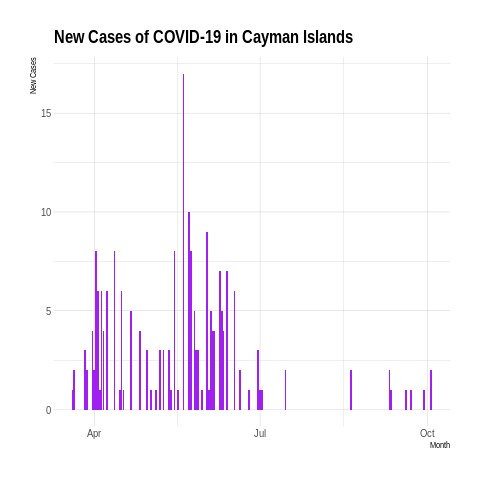 New Cases of COVID-19 in Cayman Islands
New Cases
15
10
5
0
Apr Jul Oct
Month